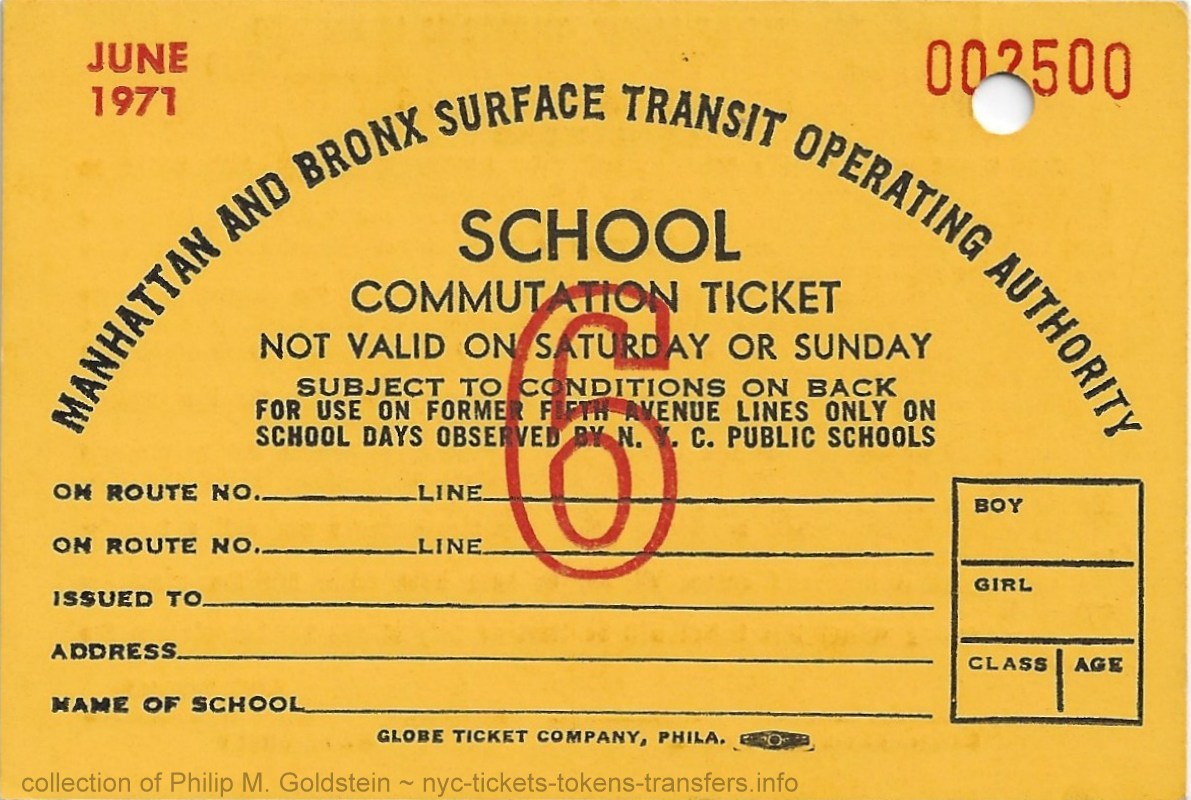 JUNE
1971
002500
MANHATTAN AND BRONX SURFACE TRANSIT OPERATING AUTHORITY
SCHOOL
COMMUTATION TICKET
NOT VALID ON SATURDAY OR SUNDAY
SUBJECT TO CONDITIONS ON BACK
FOR USE ON FORMER FIFTH AVENUE LINES ONLY ON
SCHOOL DAYS OBSERVED BY N. Y. C. PUBLIC SCHOOLS
6
ON ROUTE NO. LINE
ON ROUTE NO. LINE
ISSUED TO
ADDRESS
NAME OF SCHOOL
BOY
GIRL
CLASS AGE
GLOBE TICKET COMPANY, PHILA.
collection of Philip M. Goldstein ~ nyc-tickets-tokens-transfers.info